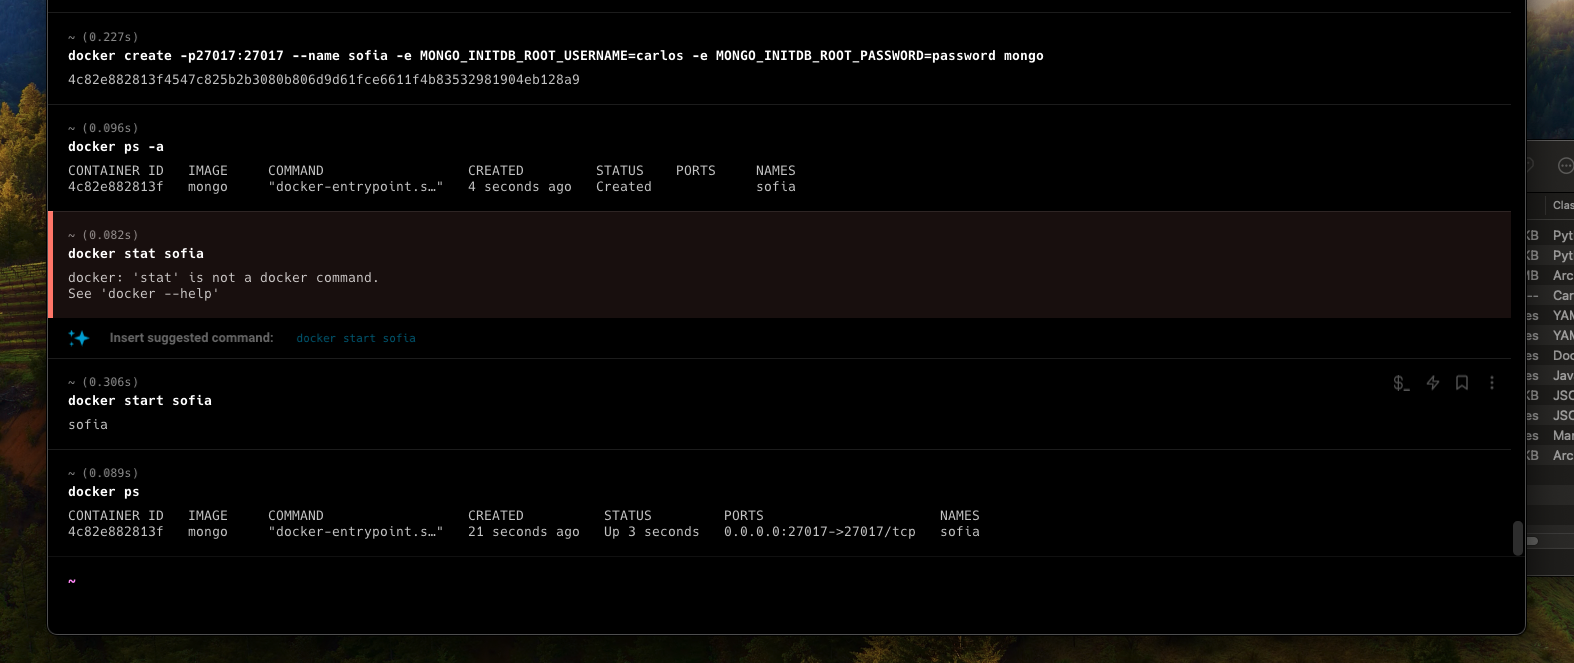 ~ (0.227s)
docker create -p27017:27017 --name sofia -e MONGO_INITDB_ROOT_USERNAME=carlos -e MONGO_INITDB_ROOT_PASSWORD=password mongo
4c82e882813f4547c825b2b3080b806d9d61fce6611f4b83532981904eb128a9
~ (0.096s)
docker ps -a
CONTAINER ID IMAGE COMMAND CREATED STATUS PORTS NAMES
4c82e882813f mongo "docker-entrypoint.s…" 4 seconds ago Created sofia
~ (0.082s)
docker stat sofia
docker: 'stat' is not a docker command.
See 'docker --help'
Insert suggested command: docker start sofia
~ (0.306s)
docker start sofia
sofia
~ (0.089s)
docker ps
CONTAINER ID IMAGE COMMAND CREATED STATUS PORTS NAMES
4c82e882813f mongo "docker-entrypoint.s…" 21 seconds ago Up 3 seconds 0.0.0.0:27017->27017/tcp sofia
~
Clas
KB Pyt
KB Pyt
MB Arc
-- Car
es YAM
es YAM
es Doc
es Jav
KB JSO
es JSO
es Mar
KB Arc